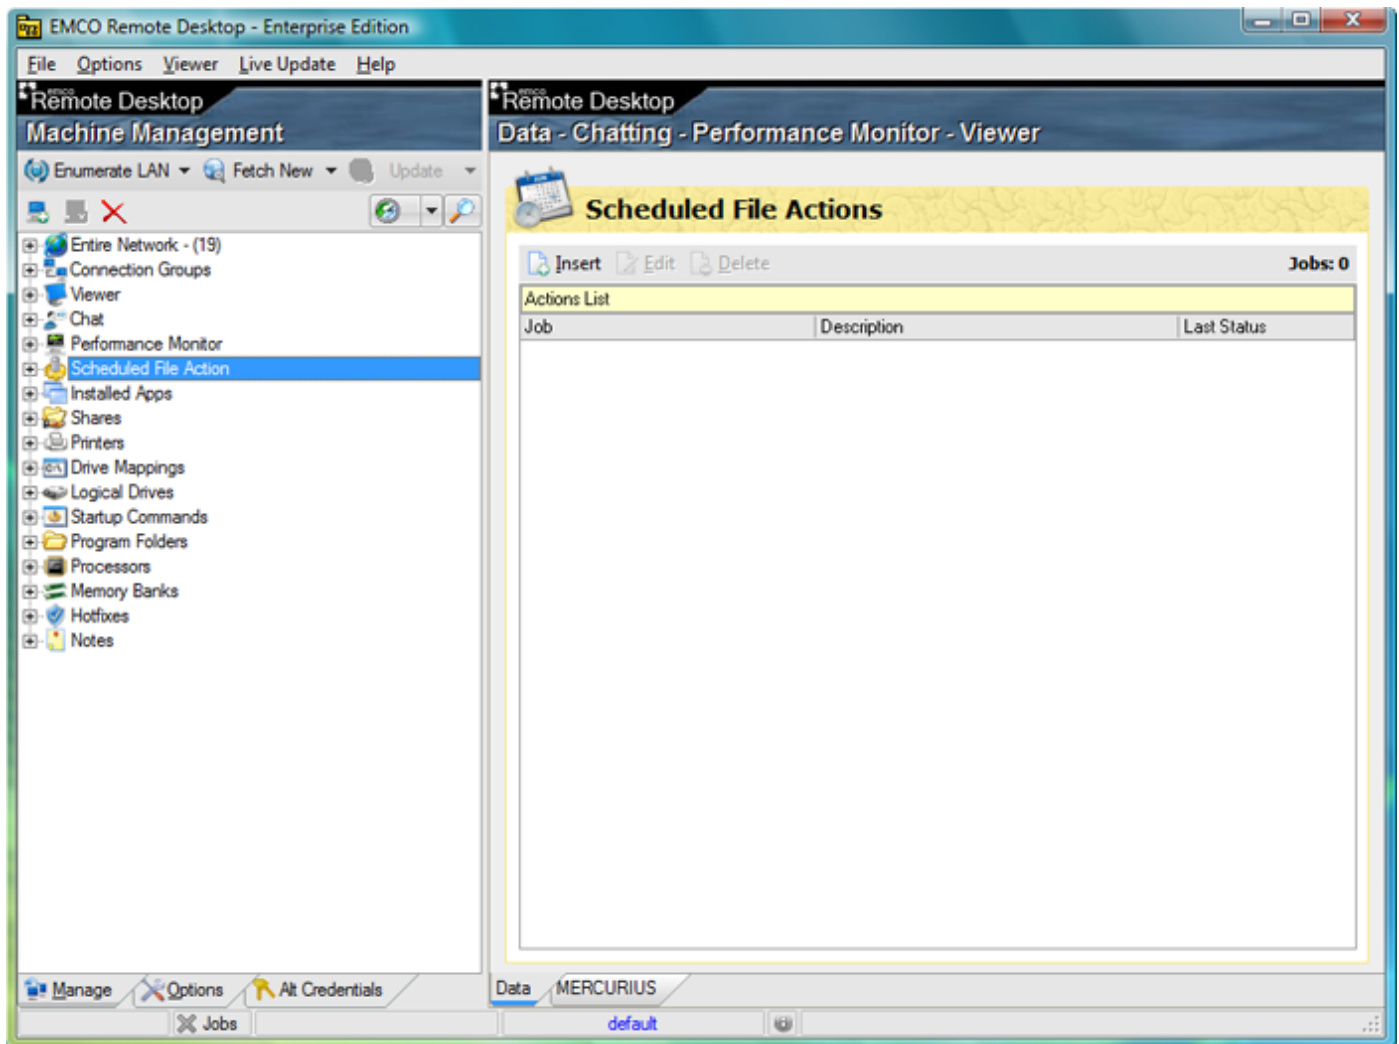 EMCO Remote Desktop - Enterprise Edition
File Options Viewer Live Update Help
emco
Remote Desktop
Machine Management
Enumerate LAN Fetch New Update
Entire Network - (19)
Connection Groups
Viewer
Chat
Performance Monitor
Scheduled File Action
Installed Apps
Shares
Printers
Drive Mappings
Logical Drives
Startup Commands
Program Folders
Processors
Memory Banks
Hotfixes
Notes
Manage Options Alt Credentials
emco
Remote Desktop
Data - Chatting - Performance Monitor - Viewer
Scheduled File Actions
Insert Edit Delete Jobs: 0
Actions List
Job Description Last Status
Data MERCURIUS
Jobs default